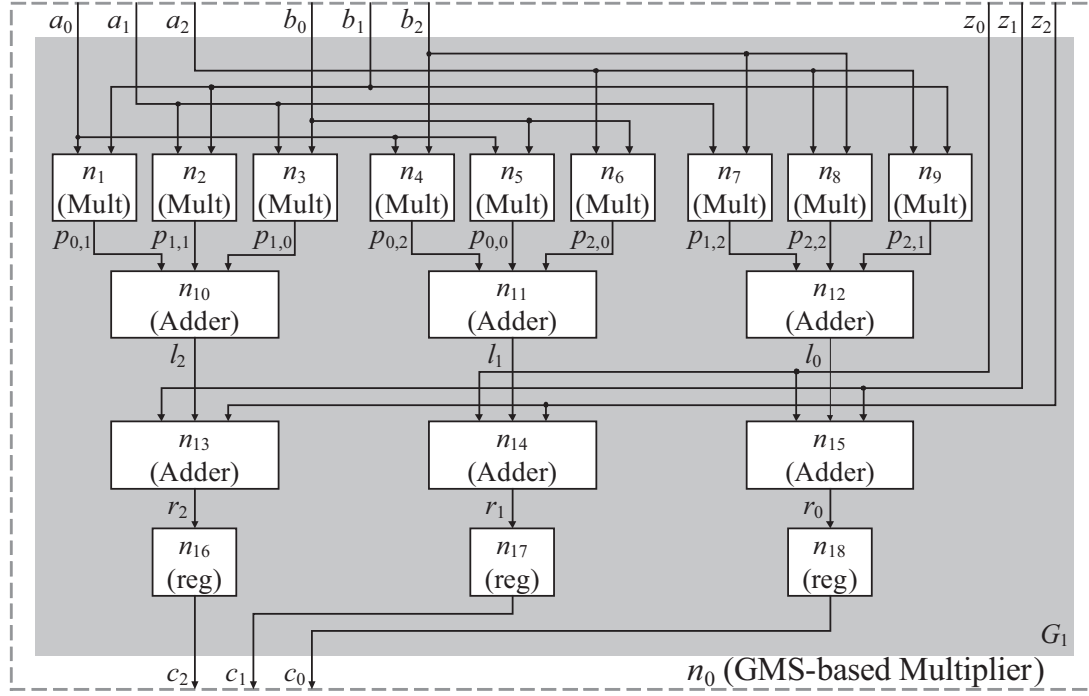 a0 a1 a2 b0 b1 b2 z0 z1 z2
n1 n2 n3 n4 n5 n6 n7 n8 n9
(Mult) (Mult) (Mult) (Mult) (Mult) (Mult) (Mult) (Mult) (Mult)
p0,1 p1,1 p1,0 p0,2 p0,0 p2,0 p1,2 p2,2 p2,1
n10 n11 n12
(Adder) (Adder) (Adder)
l2 l1 l0
n13 n14 n15
(Adder) (Adder) (Adder)
r2 r1 r0
n16 n17 n18
(reg) (reg) (reg)
G1
c2 c1 c0 n0 (GMS-based Multiplier)